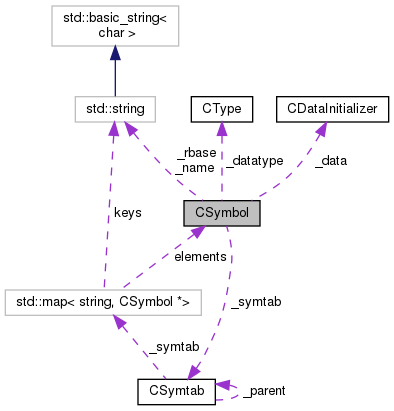 std::basic_string<
char >
std::string
CType
CDataInitializer
_rbase
_name
_datatype
_data
keys
CSymbol
elements
std::map< string, CSymbol *>
_symtab
_symtab
CSymtab
_parent